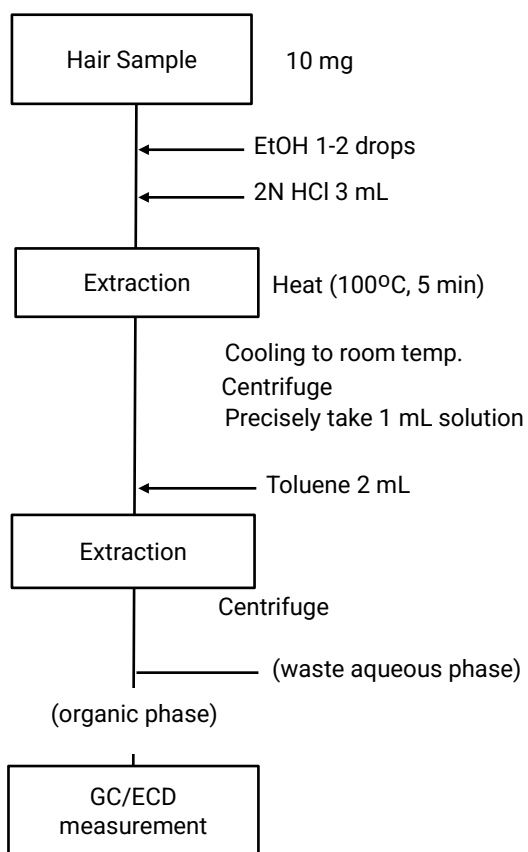 Hair Sample
10 mg
EtOH 1-2 drops
2N HCl 3 mL
Extraction
Heat (100ºC, 5 min)
Cooling to room temp.
Centrifuge
Precisely take 1 mL solution
Toluene 2 mL
Extraction
Centrifuge
(waste aqueous phase)
(organic phase)
GC/ECD
measurement